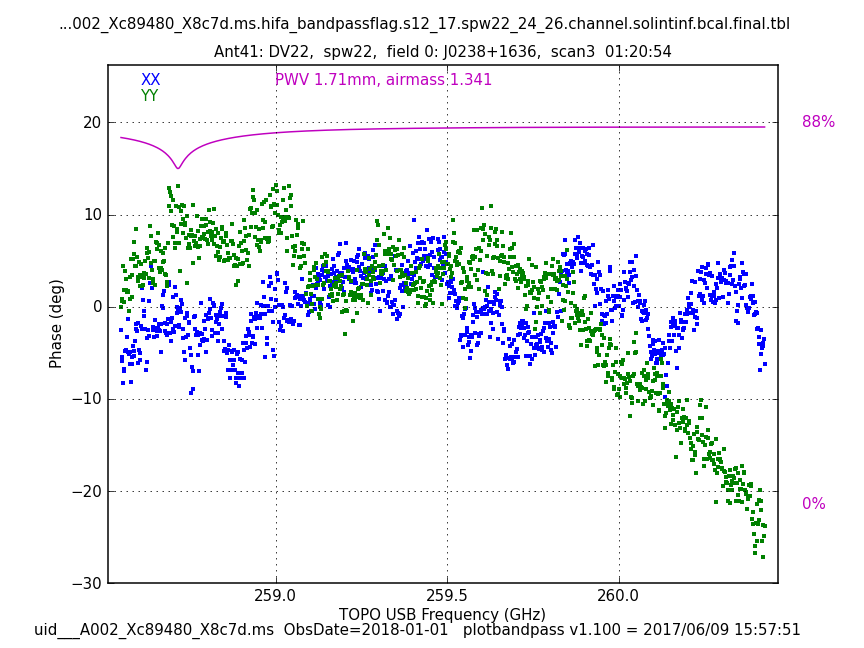 ...002_Xc89480_X8c7d.ms.hifa_bandpassflag.s12_17.spw22_24_26.channel.solintinf.bcal.final.tbl
Ant41: DV22,  spw22,  field 0: J0238+1636,  scan3  01:20:54
XX
PWV 1.71mm, airmass 1.341
YY
20
88%
10
0
−10
−20
0%
−30
Phase (deg)
259.0
259.5
260.0
TOPO USB Frequency (GHz)
uid___A002_Xc89480_X8c7d.ms  ObsDate=2018-01-01   plotbandpass v1.100 = 2017/06/09 15:57:51